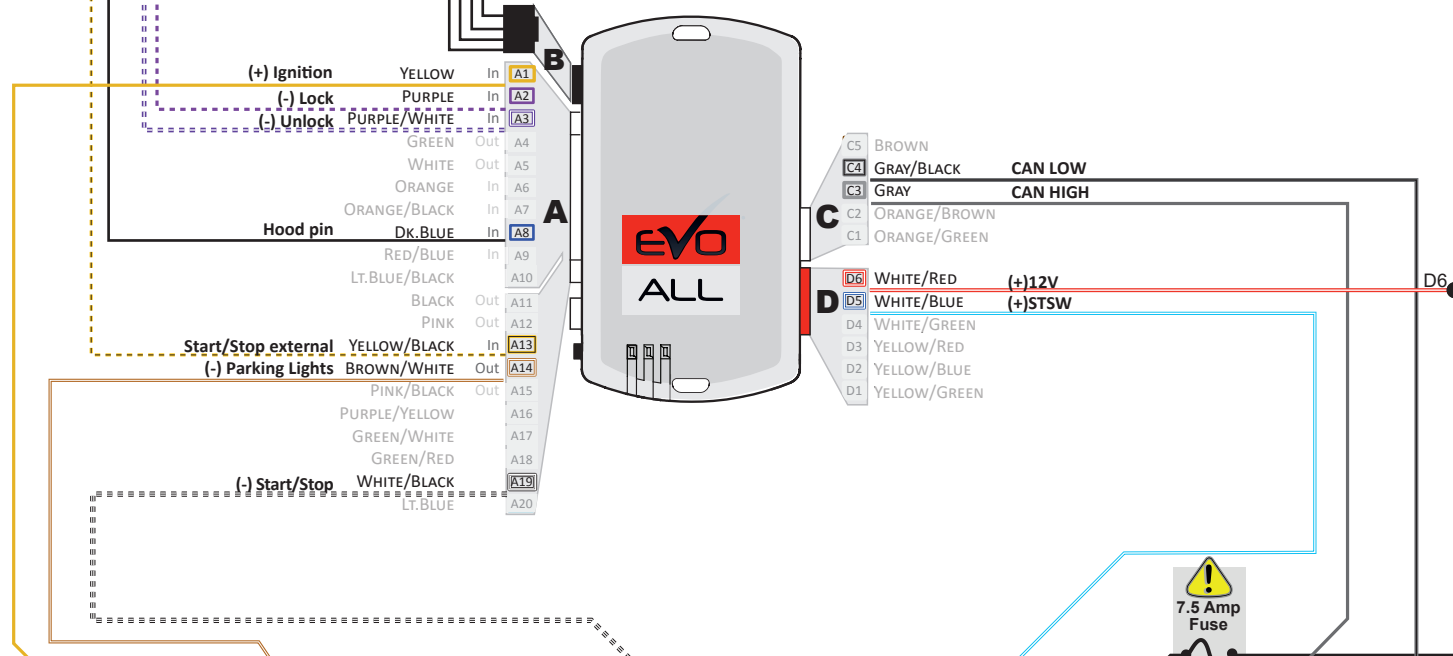 B
(+) Ignition YELLOW In A1
(-) Lock PURPLE In A2
(-) Unlock PURPLE/WHITE In A3
GREEN Out A4
WHITE Out A5
ORANGE In A6
ORANGE/BLACK In A7
A
Hood pin DK.BLUE In A8
RED/BLUE In A9
LT.BLUE/BLACK A10
BLACK Out A11
PINK Out A12
Start/Stop external YELLOW/BLACK In A13
(-) Parking Lights BROWN/WHITE Out A14
PINK/BLACK Out A15
PURPLE/YELLOW A16
GREEN/WHITE A17
GREEN/RED A18
(-) Start/Stop WHITE/BLACK A19
LT.BLUE A20
EVO
ALL
C5 BROWN
C4 GRAY/BLACK CAN LOW
C3 GRAY CAN HIGH
C
C2 ORANGE/BROWN
C1 ORANGE/GREEN
D6 WHITE/RED (+)12V D6
D
D5 WHITE/BLUE (+)STSW
D4 WHITE/GREEN
D3 YELLOW/RED
D2 YELLOW/BLUE
D1 YELLOW/GREEN
!
7.5 Amp
Fuse